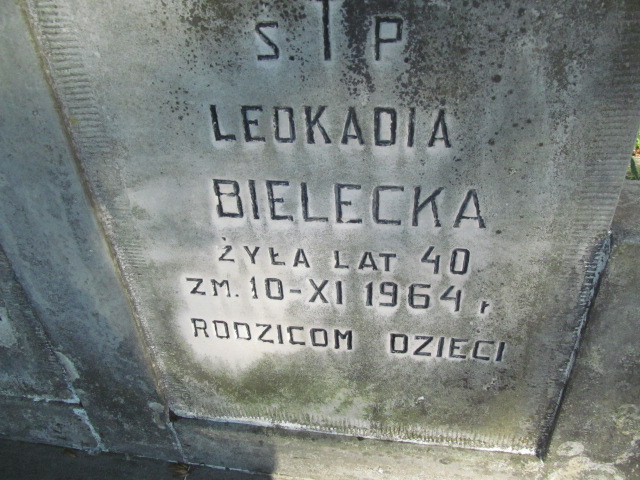 S. † P
LEOKADIA
BIELECKA
ŻYŁA LAT 40
ZM. 10-XI 1964 r
RODZICOM DZIECI